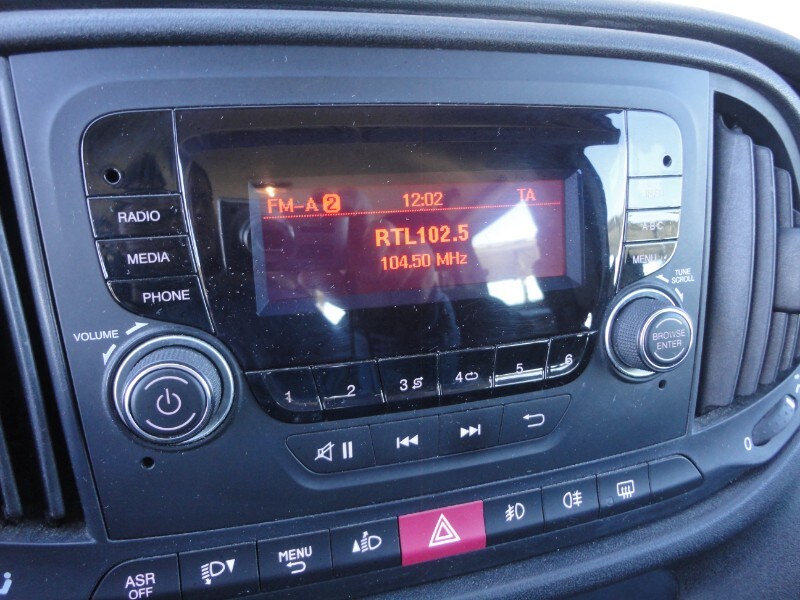 FM-A 2 12:02 TA
RTL102.5
104.50 MHz
RADIO
MEDIA
PHONE
A-B-C
MENU
TUNE
SCROLL
VOLUME
BROWSE
ENTER
1 2 3 4 5 6
0
MENU
ASR
OFF